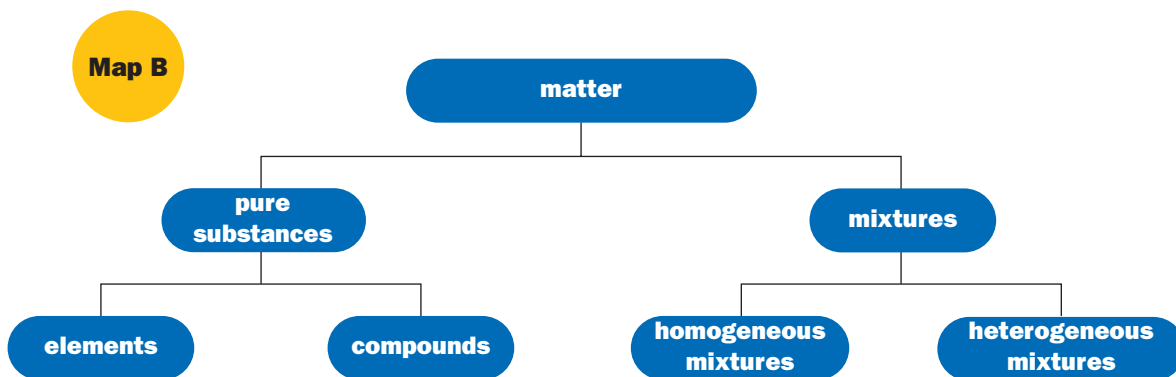 Map B
matter
pure
substances
mixtures
elements
compounds
homogeneous
mixtures
heterogeneous
mixtures